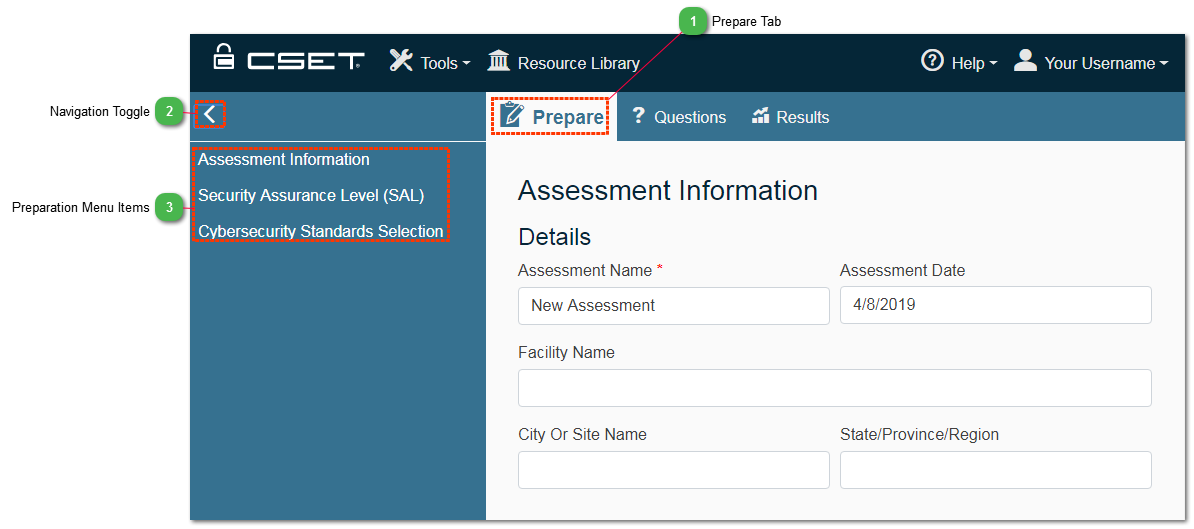 1 Prepare Tab
CSET Tools Resource Library Help Your Username
Navigation Toggle 2 Prepare ? Questions Results
Assessment Information
Security Assurance Level (SAL)
Preparation Menu Items 3
Cybersecurity Standards Selection
Assessment Information
Details
Assessment Name * Assessment Date
New Assessment 4/8/2019
Facility Name
City Or Site Name State/Province/Region